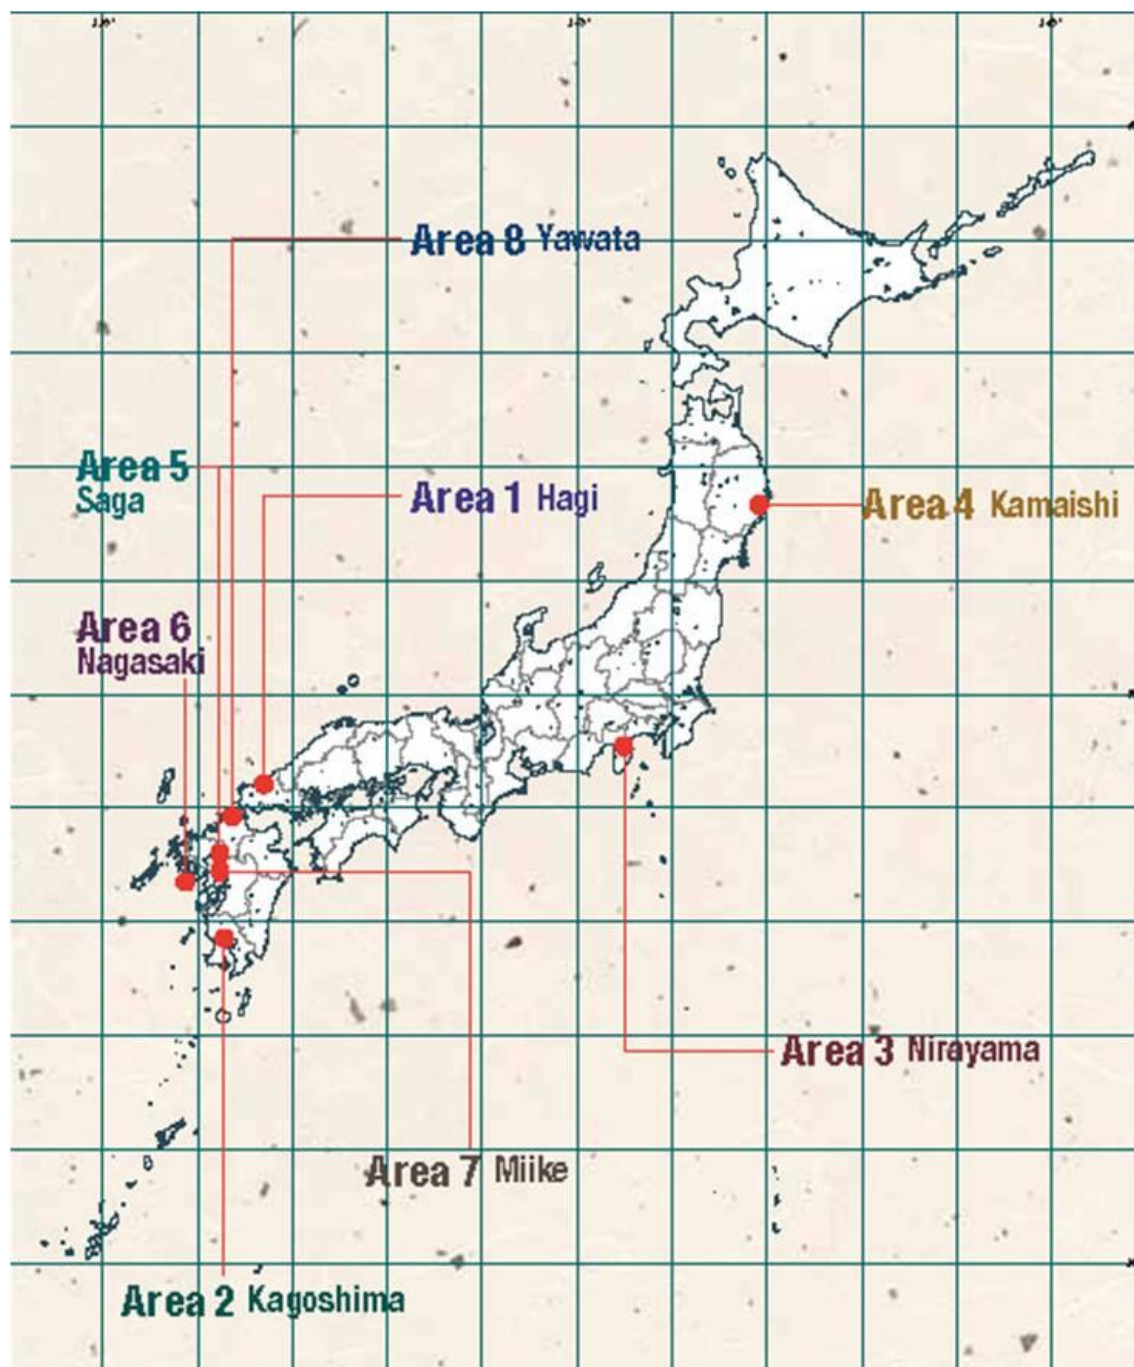 Area 8 Yawata
Area 5
Saga
Area 1 Hagi
Area 4 Kamaishi
Area 6
Nagasaki
Area 3 Nirayama
Area 7 Miike
Area 2 Kagoshima